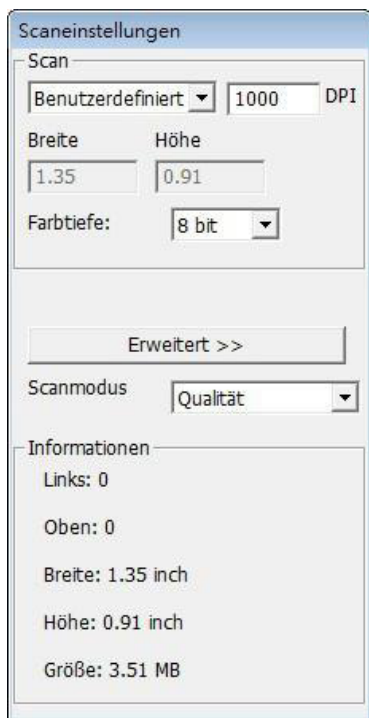 Scaneinstellungen
Scan
Benutzerdefiniert 1000 DPI
Breite Höhe
1.35 0.91
Farbtiefe: 8 bit
Erweitert >>
Scanmodus Qualität
Informationen
Links: 0
Oben: 0
Breite: 1.35 inch
Höhe: 0.91 inch
Größe: 3.51 MB